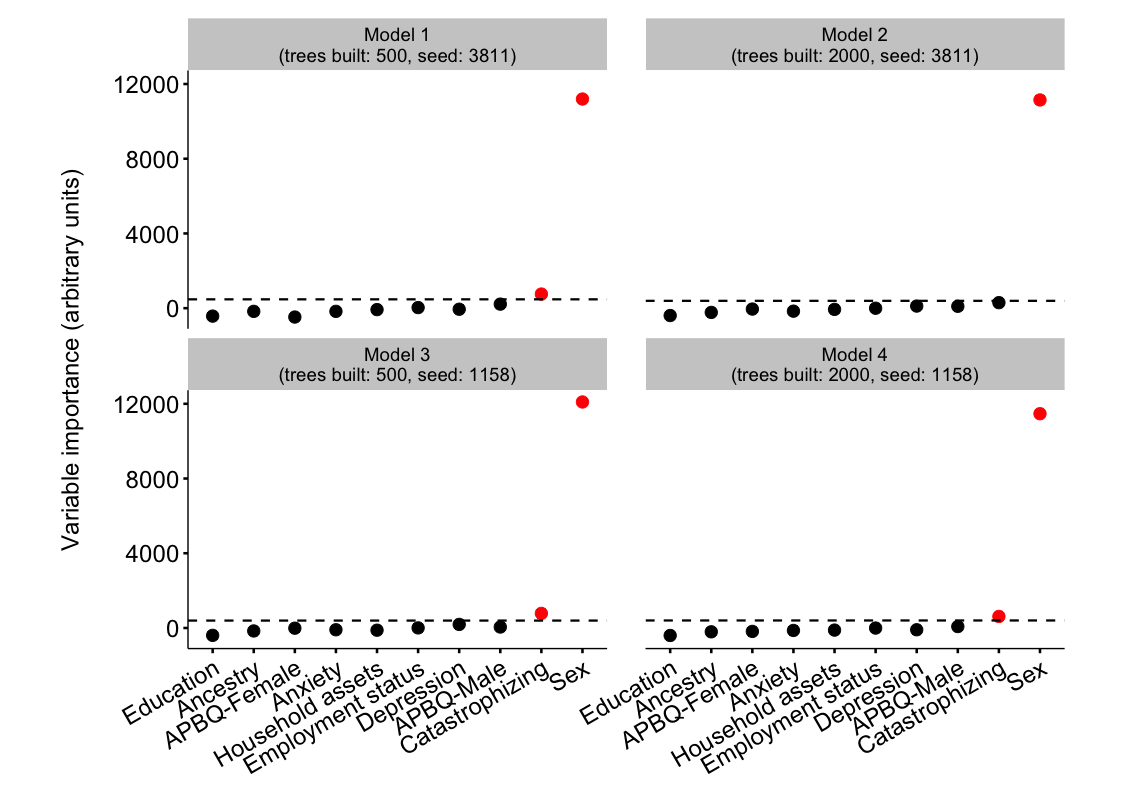 Model 1
(trees built: 500, seed: 3811)
Model 2
(trees built: 2000, seed: 3811)
12000
8000
4000
0
Model 3
(trees built: 500, seed: 1158)
Model 4
(trees built: 2000, seed: 1158)
12000
8000
4000
0
Variable importance (arbitrary units)
Education
Ancestry
APBQ-Female
Anxiety
Household assets
Employment status
Depression
APBQ-Male
Catastrophizing
Sex
Education
Ancestry
APBQ-Female
Anxiety
Household assets
Employment status
Depression
APBQ-Male
Catastrophizing
Sex